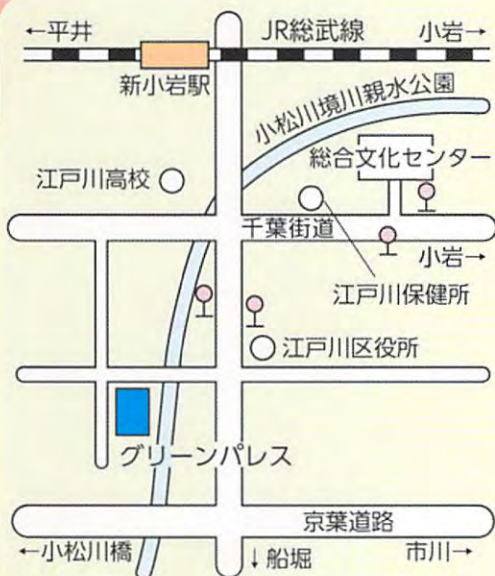 ←平井
JR総武線
小岩→
新小岩駅
小松川境川親水公園
総合文化センター
江戸川高校
千葉街道
小岩→
江戸川保健所
江戸川区役所
グリーンパレス
京葉道路
←小松川橋
↓船堀
市川→